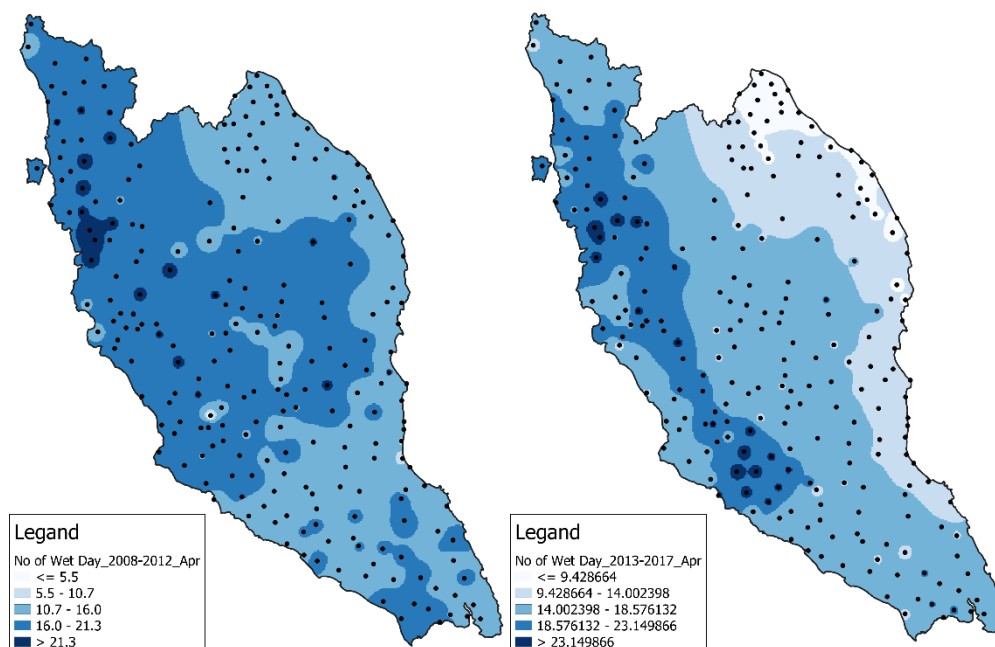 Legand
No of Wet Day_2008-2012_Apr
<= 5.5
5.5 - 10.7
10.7 - 16.0
16.0 - 21.3
> 21.3
Legand
No of Wet Day_2013-2017_Apr
<= 9.428664
9.428664 - 14.002398
14.002398 - 18.576132
18.576132 - 23.149866
> 23.149866